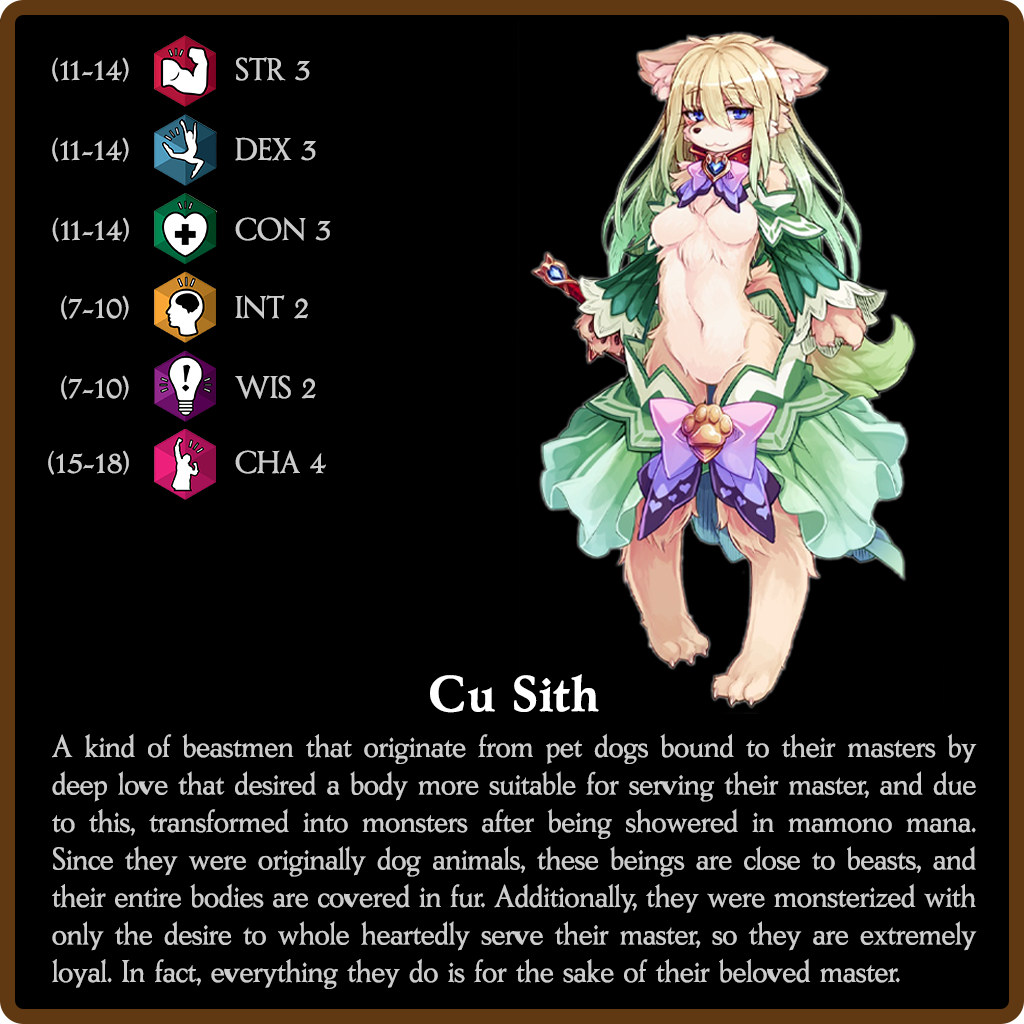 (11-14) STR 3
(11-14) DEX 3
(11-14) CON 3
(7-10) INT 2
(7-10) WIS 2
(15-18) CHA 4
Cu Sith
A kind of beastmen that originate from pet dogs bound to their masters by
deep love that desired a body more suitable for serving their master, and due
to this, transformed into monsters after being showered in mamono mana.
Since they were originally dog animals, these beings are close to beasts, and
their entire bodies are covered in fur. Additionally, they were monsterized with
only the desire to whole heartedly serve their master, so they are extremely
loyal. In fact, everything they do is for the sake of their beloved master.